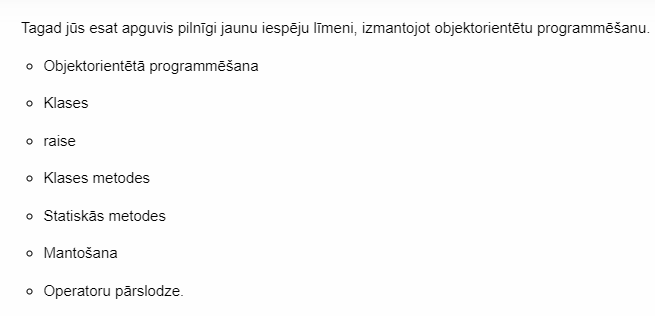 Tagad jūs esat apguvis pilnīgi jaunu iespēju līmeni, izmantojot objektorientētu programmēšanu.
Objektorientētā programmēšana
Klases
raise
Klases metodes
Statiskās metodes
Mantošana
Operatoru pārslodze.